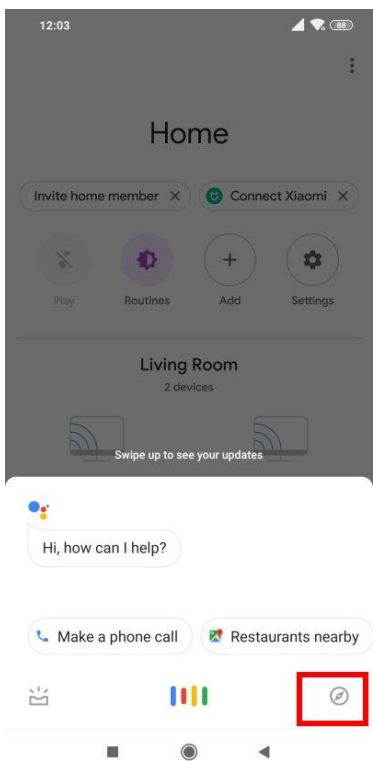 12:03
88
Home
Invite home member X
Connect Xiaomi X
Play
Routines
Add
Settings
Living Room
2 devices
Swipe up to see your updates
Hi, how can I help?
Make a phone call
Restaurants nearby